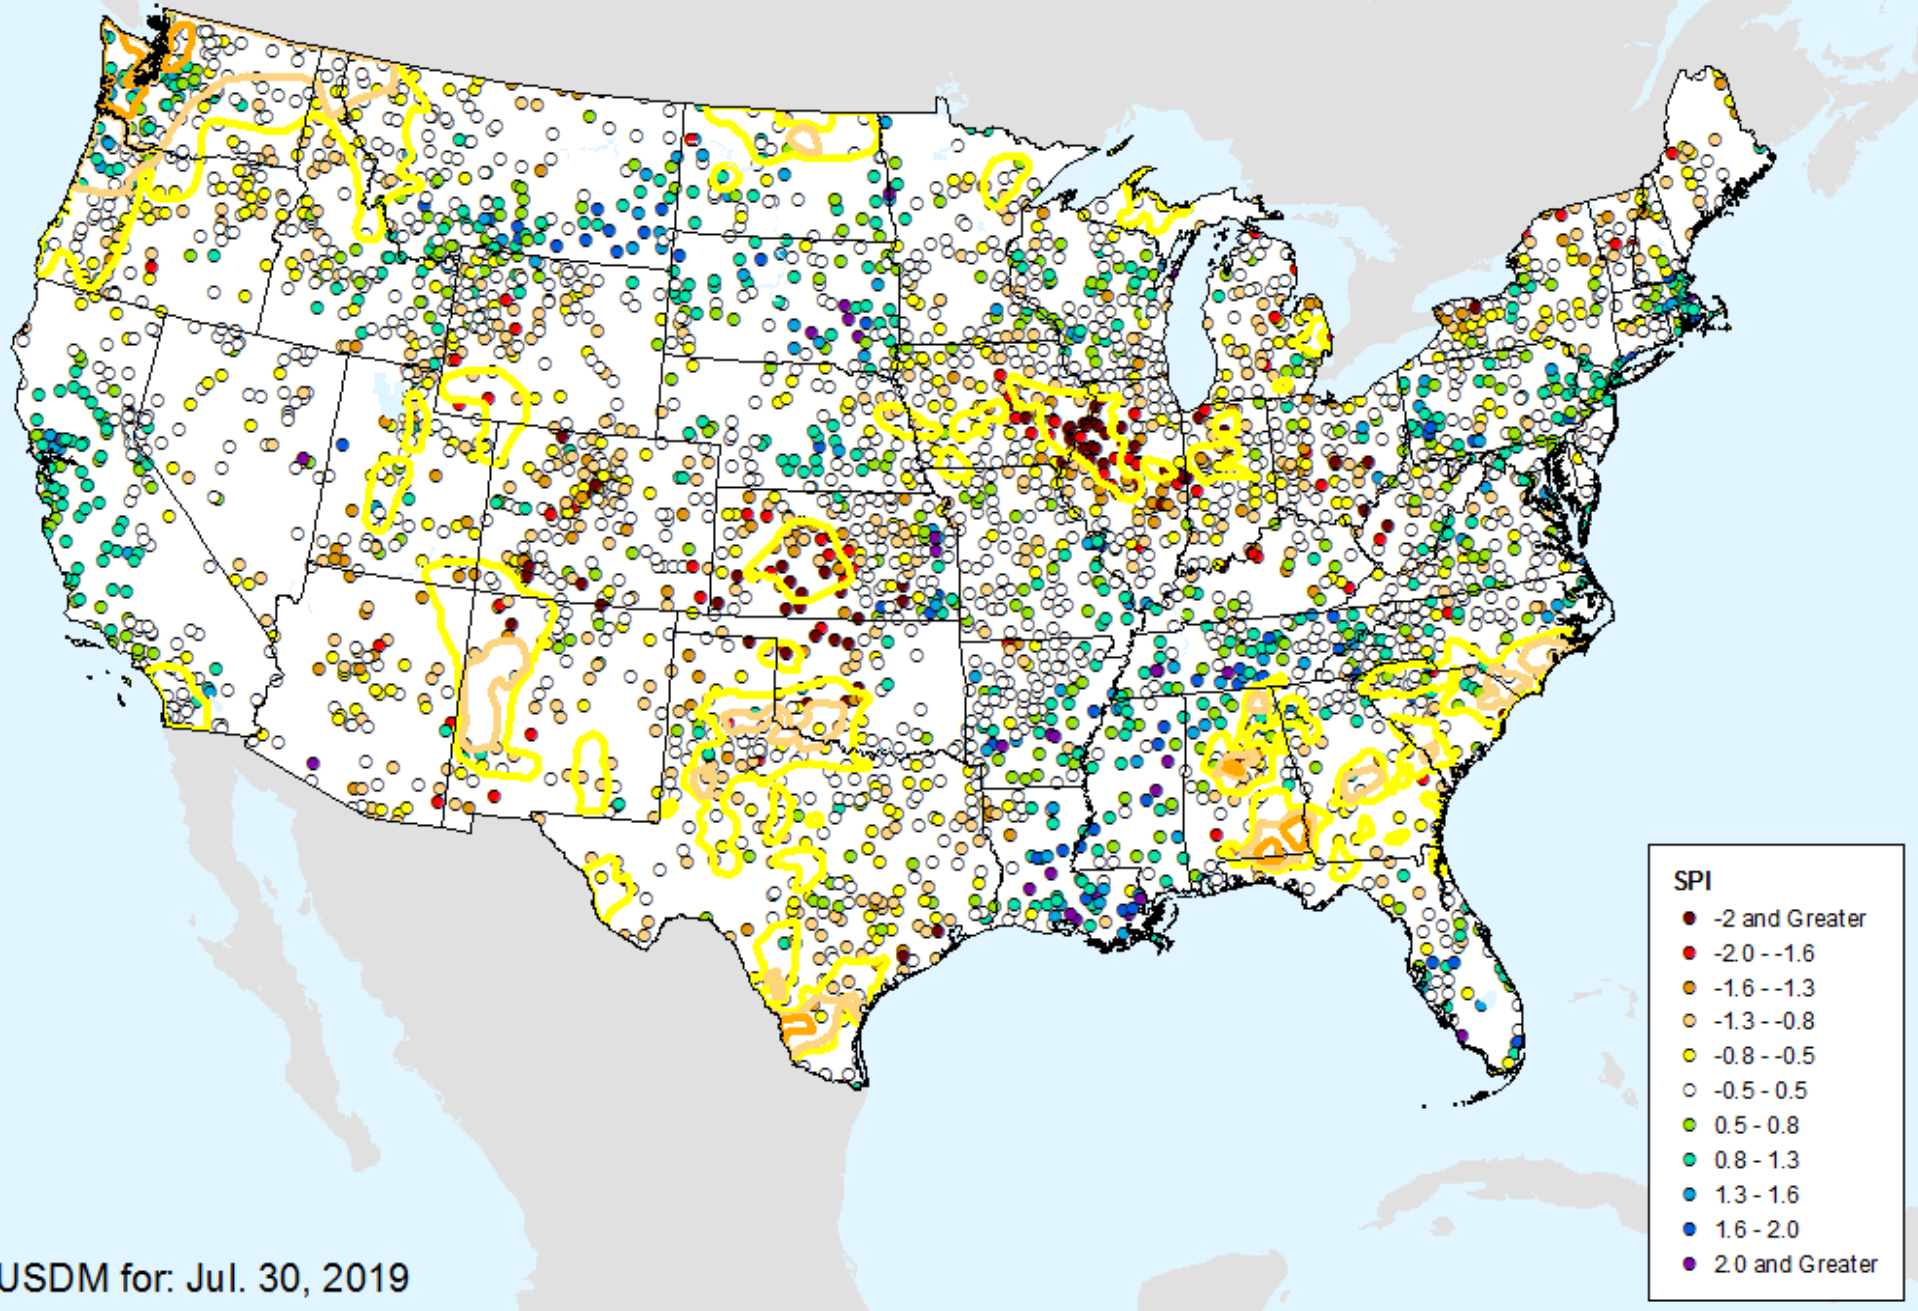 SPI
-2 and Greater
-2.0 - -1.6
-1.6 - -1.3
-1.3 - -0.8
-0.8 - -0.5
-0.5 - 0.5
0.5 - 0.8
0.8 - 1.3
1.3 - 1.6
1.6 - 2.0
2.0 and Greater
USDM for: Jul. 30, 2019